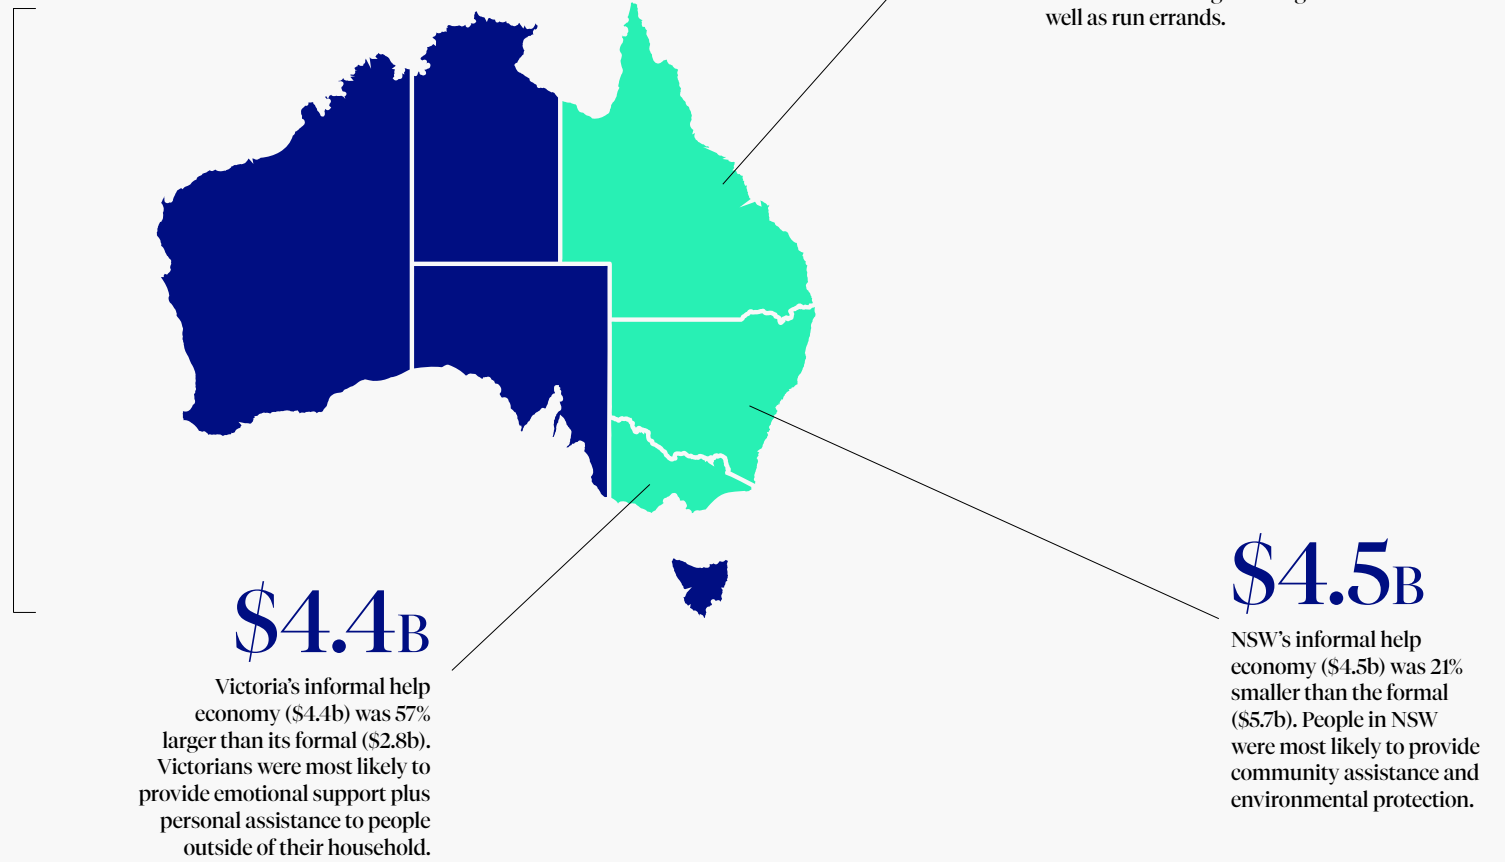 well as run errands.
$4.4B
Victoria's informal help
economy ($4.4b) was 57%
larger than its formal ($2.8b).
Victorians were most likely to
provide emotional support plus
personal assistance to people
outside of their household.
$4.5B
NSW's informal help
economy ($4.5b) was 21%
smaller than the formal
($5.7b). People in NSW
were most likely to provide
community assistance and
environmental protection.